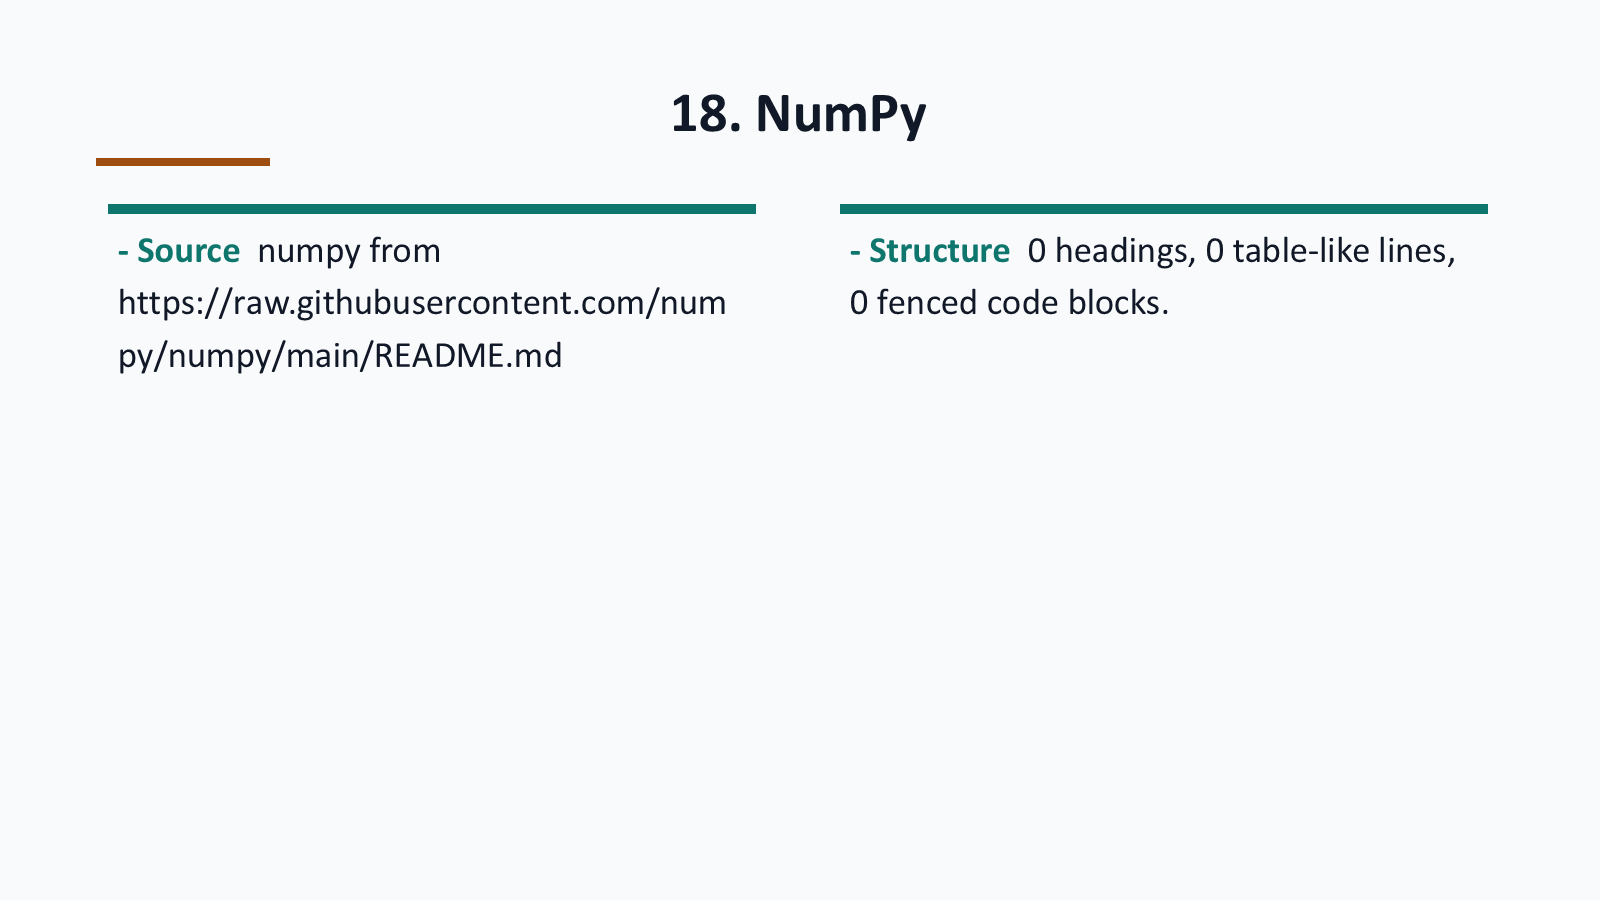 18. NumPy
- Source numpy from
https://raw.githubusercontent.com/num
py/numpy/main/README.md
- Structure 0 headings, 0 table-like lines,
0 fenced code blocks.